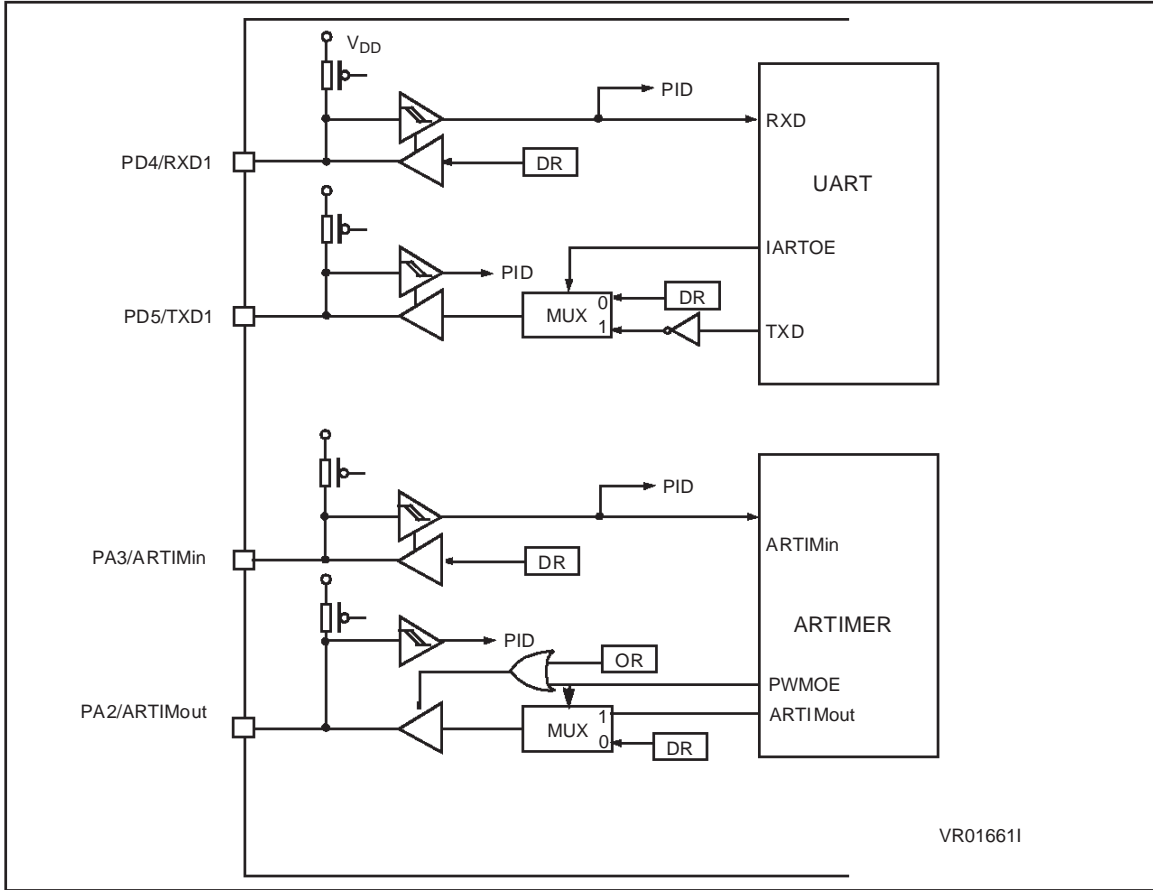 VDD
PID
RXD
PD4/RXD1
DR
UART
IARTOE
PID
DR
PD5/TXD1
MUX
0
1
TXD
PID
ARTIMin
PA3/ARTIMin
DR
ARTIMER
PID
OR
PWMOE
PA2/ARTIMout
MUX
1
0
ARTIMout
DR
VR01661I